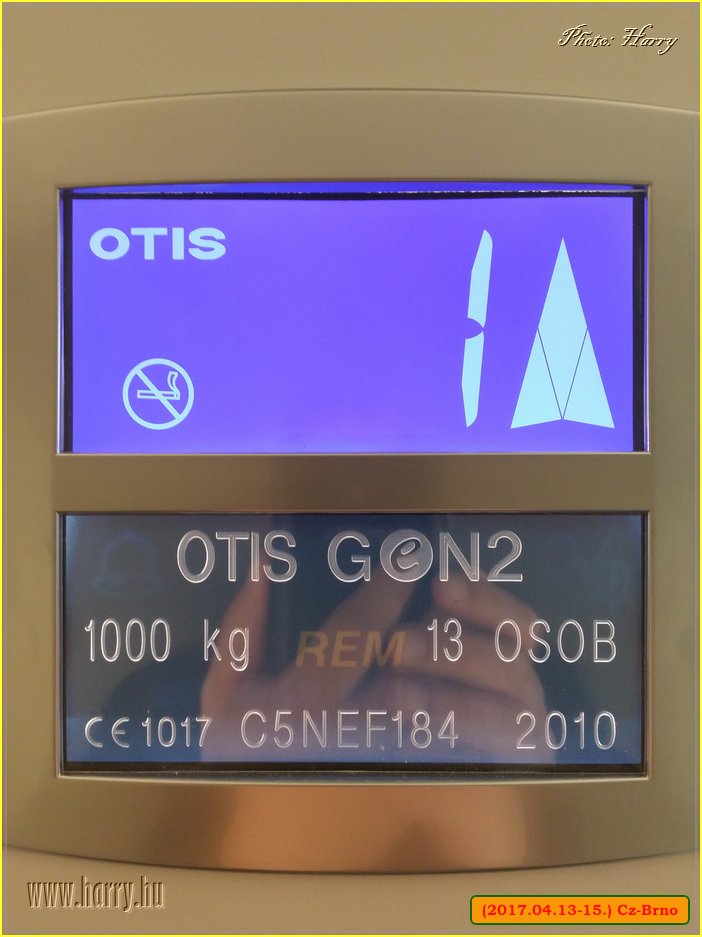 Photo: Harry
OTIS
1
OTIS GeN2
1000 kg REM 13 OSOB
CE 1017 C5NEF184 2010
www.harry.hu
(2017.04.13-15.) Cz-Brno